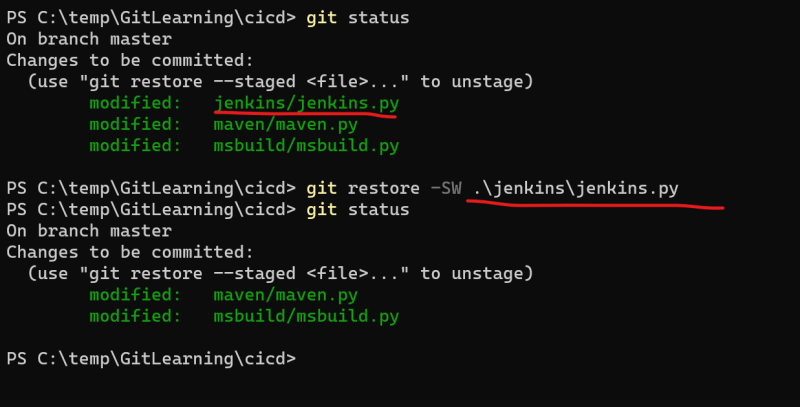 PS C:\temp\GitLearning\cicd> git status
On branch master
Changes to be committed:
  (use "git restore --staged <file>..." to unstage)
        modified:   jenkins/jenkins.py
        modified:   maven/maven.py
        modified:   msbuild/msbuild.py

PS C:\temp\GitLearning\cicd> git restore -SW .\jenkins\jenkins.py
PS C:\temp\GitLearning\cicd> git status
On branch master
Changes to be committed:
  (use "git restore --staged <file>..." to unstage)
        modified:   maven/maven.py
        modified:   msbuild/msbuild.py

PS C:\temp\GitLearning\cicd>